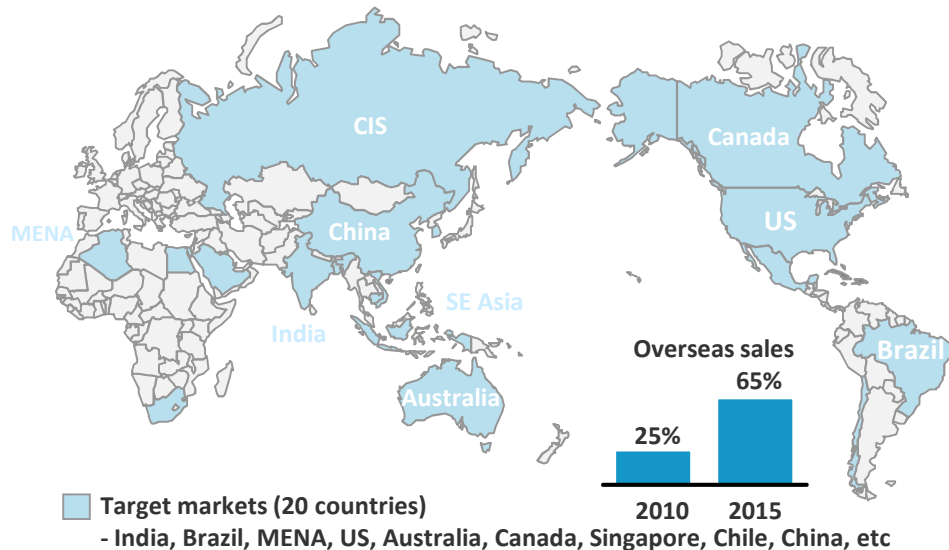 CIS
Canada
MENA
China
US
SE Asia
India
Brazil
Australia
Overseas sales
65%
25%
2010 2015
Target markets (20 countries)
- India, Brazil, MENA, US, Australia, Canada, Singapore, Chile, China, etc